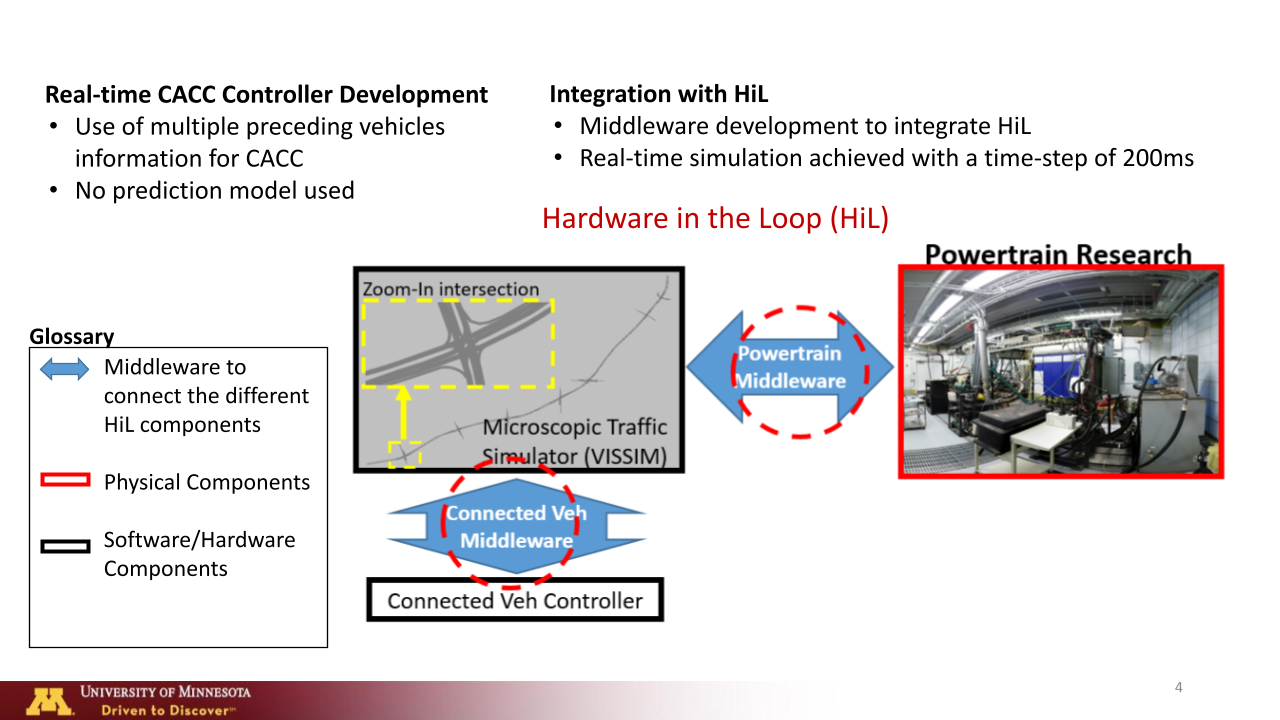 Real-time CACC Controller Development
• Use of multiple preceding vehicles
information for CACC
• No prediction model used
Integration with HiL
• Middleware development to integrate HiL
• Real-time simulation achieved with a time-step of 200ms
Hardware in the Loop (HiL)
Powertrain Research
Zoom-In intersection
Microscopic Traffic
Simulator (VISSIM)
Powertrain
Middleware
Connected Veh
Middleware
Connected Veh Controller
Glossary
Middleware to
connect the different
HiL components
Physical Components
Software/Hardware
Components
UNIVERSITY OF MINNESOTA
Driven to Discover℠
4